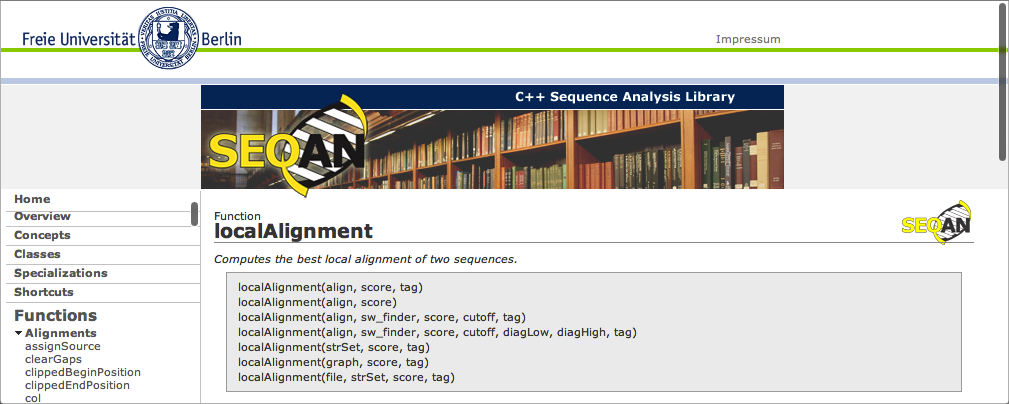 Freie Universität Berlin
Impressum
C++ Sequence Analysis Library
SEQAN
Home
Overview
Concepts
Classes
Specializations
Shortcuts
Functions
Alignments
assignSource
clearGaps
clippedBeginPosition
clippedEndPosition
col
Function
localAlignment
SEQAN
Computes the best local alignment of two sequences.
localAlignment(align, score, tag)
localAlignment(align, score)
localAlignment(align, sw_finder, score, cutoff, tag)
localAlignment(align, sw_finder, score, cutoff, diagLow, diagHigh, tag)
localAlignment(strSet, score, tag)
localAlignment(graph, score, tag)
localAlignment(file, strSet, score, tag)